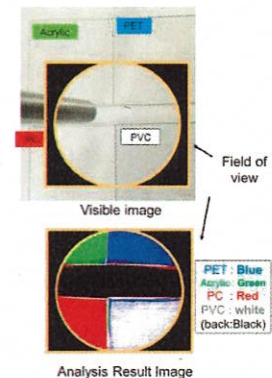 Acrylic
PET
PC
PVC
Field of
view
Visible image
PET : Blue
Acrylic : Green
PC : Red
PVC : white
(back:Black)
Analysis Result Image